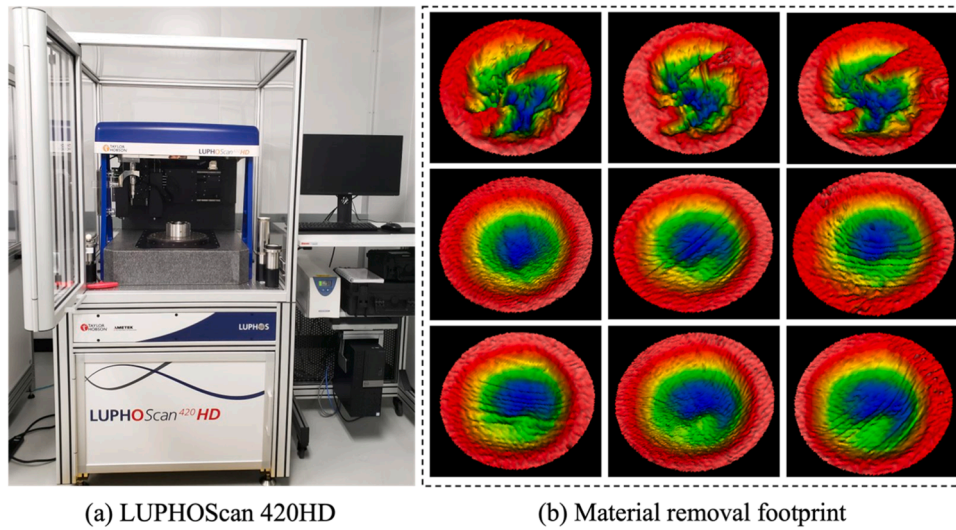 TAYLOR HOBSON
LUPHOScan HD
TAYLOR HOBSON AMETEK LUPHOS
LUPHOScan 420 HD
(a) LUPHOScan 420HD
(b) Material removal footprint